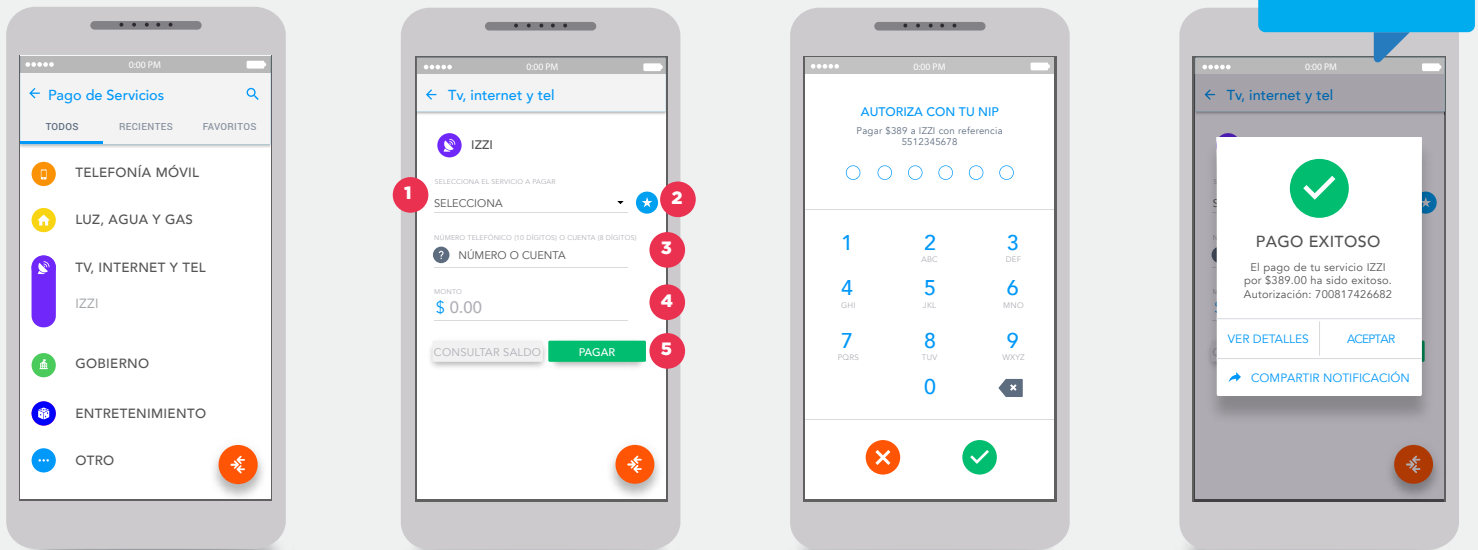 0:00 PM
Pago de Servicios
TODOS
RECIENTES
FAVORITOS
TELEFONÍA MÓVIL
LUZ, AGUA Y GAS
TV, INTERNET Y TEL
IZZI
GOBIERNO
ENTRETENIMIENTO
OTRO
0:00 PM
Tv, internet y tel
IZZI
1
SELECCIONA EL SERVICIO A PAGAR
SELECCIONA
2
NÚMERO TELEFÓNICO (10 DÍGITOS) O CUENTA (8 DÍGITOS)
? NÚMERO O CUENTA
3
MONTO
$ 0.00
4
CONSULTAR SALDO
PAGAR
5
0:00 PM
AUTORIZA CON TU NIP
Pagar $389 a IZZI con referencia
5512345678
1
2
ABC
3
DEF
4
GHI
5
JKL
6
MNO
7
PQRS
8
TUV
9
WXYZ
0
0:00 PM
Tv, internet y tel
PAGO EXITOSO
El pago de tu servicio IZZI
por $389.00 ha sido exitoso.
Autorización: 700817426682
VER DETALLES
ACEPTAR
COMPARTIR NOTIFICACIÓN